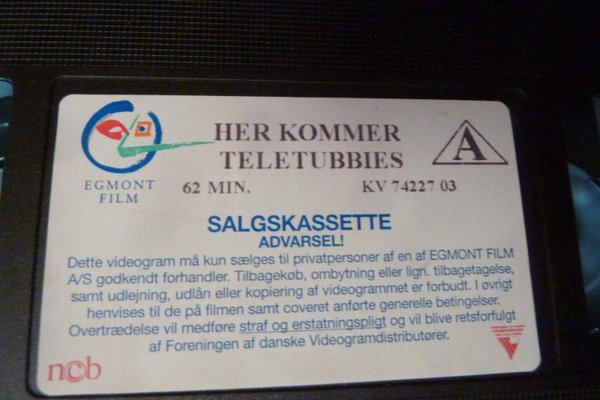 HER KOMMER
TELETUBBIES
A
EGMONT
FILM
62 MIN. KV 74227 03
SALGSKASSETTE
ADVARSEL!
Dette videogram må kun sælges til privatpersoner af en af EGMONT FILM
A/S godkendt forhandler. Tilbagekøb, ombytning eller lign. tilbagetagelse,
samt udlejning, udlån eller kopiering af videogrammet er forbudt. I øvrigt
henvises til de på filmen samt coveret anførte generelle betingelser.
Overtrædelse vil medføre straf og erstatningspligt og vil blive retsforfulgt
af Foreningen af danske Videogramdistributører.
ncb